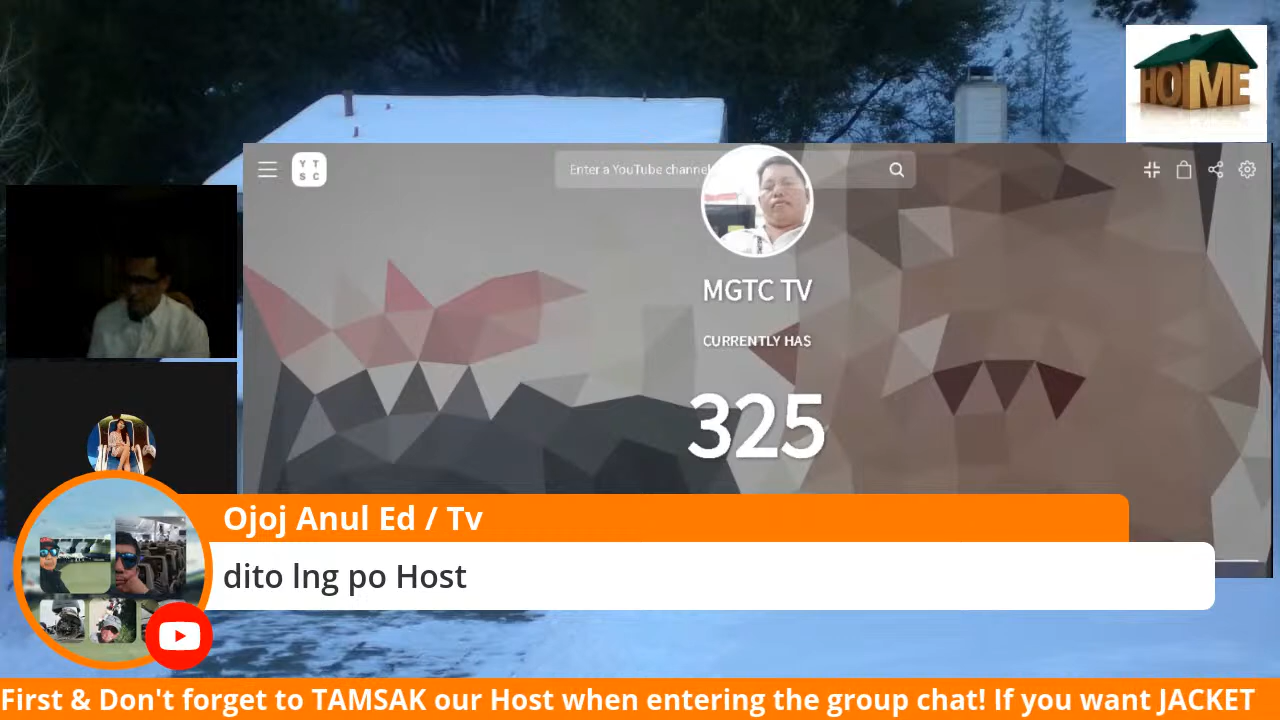 HOME
Y T
S C
Enter a YouTube channel
MGTC TV
CURRENTLY HAS
325
Ojoj Anul Ed / Tv
dito lng po Host
First & Don't forget to TAMSAK our Host when entering the group chat! If you want JACKET